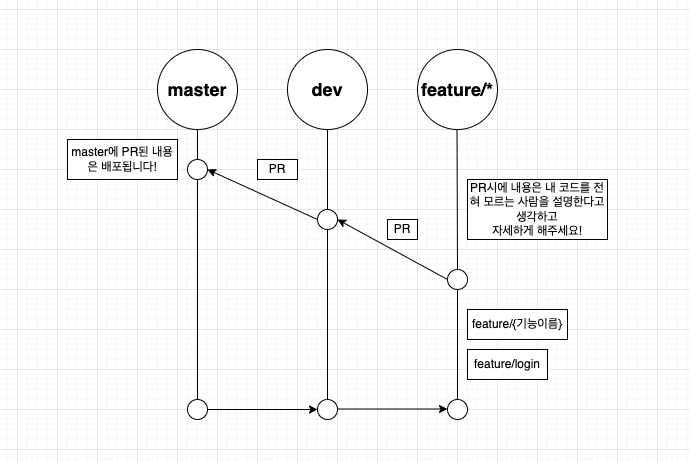 master
dev
feature/*
master에 PR된 내용
은 배포됩니다!
PR
PR시에 내용은 내 코드를 전
혀 모르는 사람을 설명한다고
생각하고
자세하게 해주세요!
PR
feature/{기능이름}
feature/login